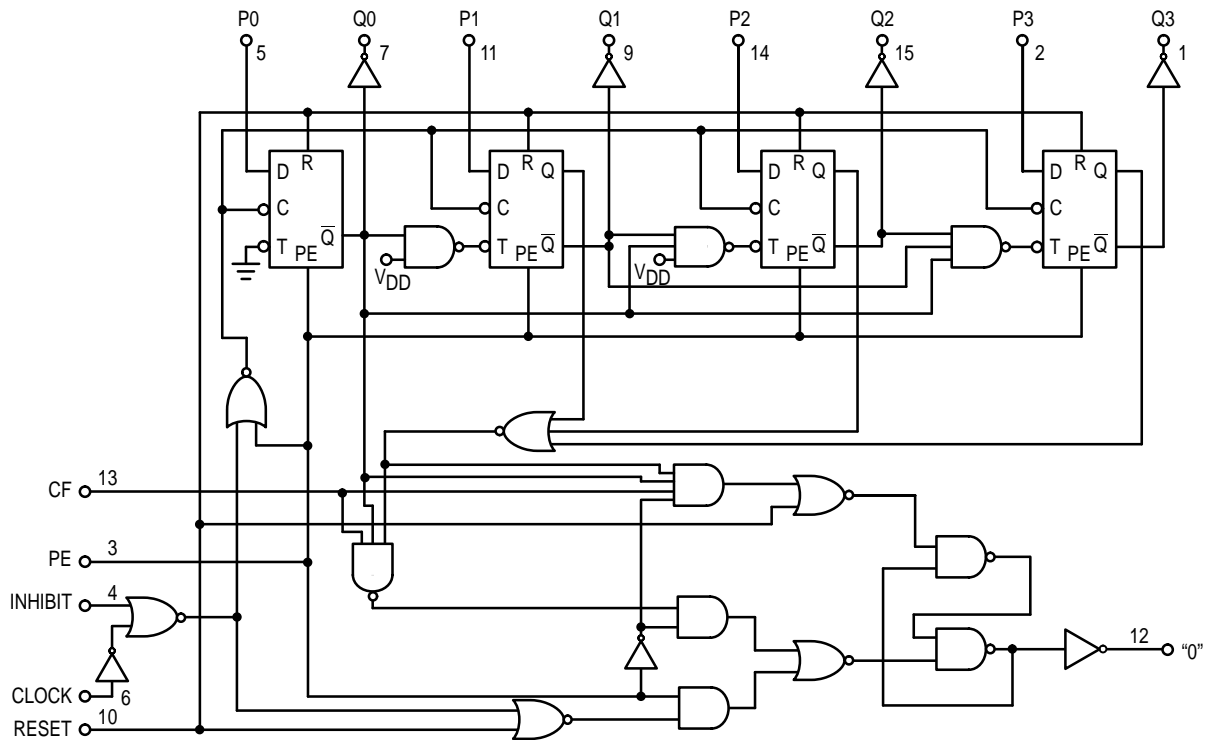 P0 Q0 P1 Q1 P2 Q2 P3 Q3
5 7 11 9 14 15 2 1
R R R R
D D Q D Q D Q
C C C C
T PE Q̅ T PE Q̅ T PE Q̅ T PE Q̅
VDD VDD
CF 13
PE 3
INHIBIT 4
12 "0"
CLOCK 6
RESET 10